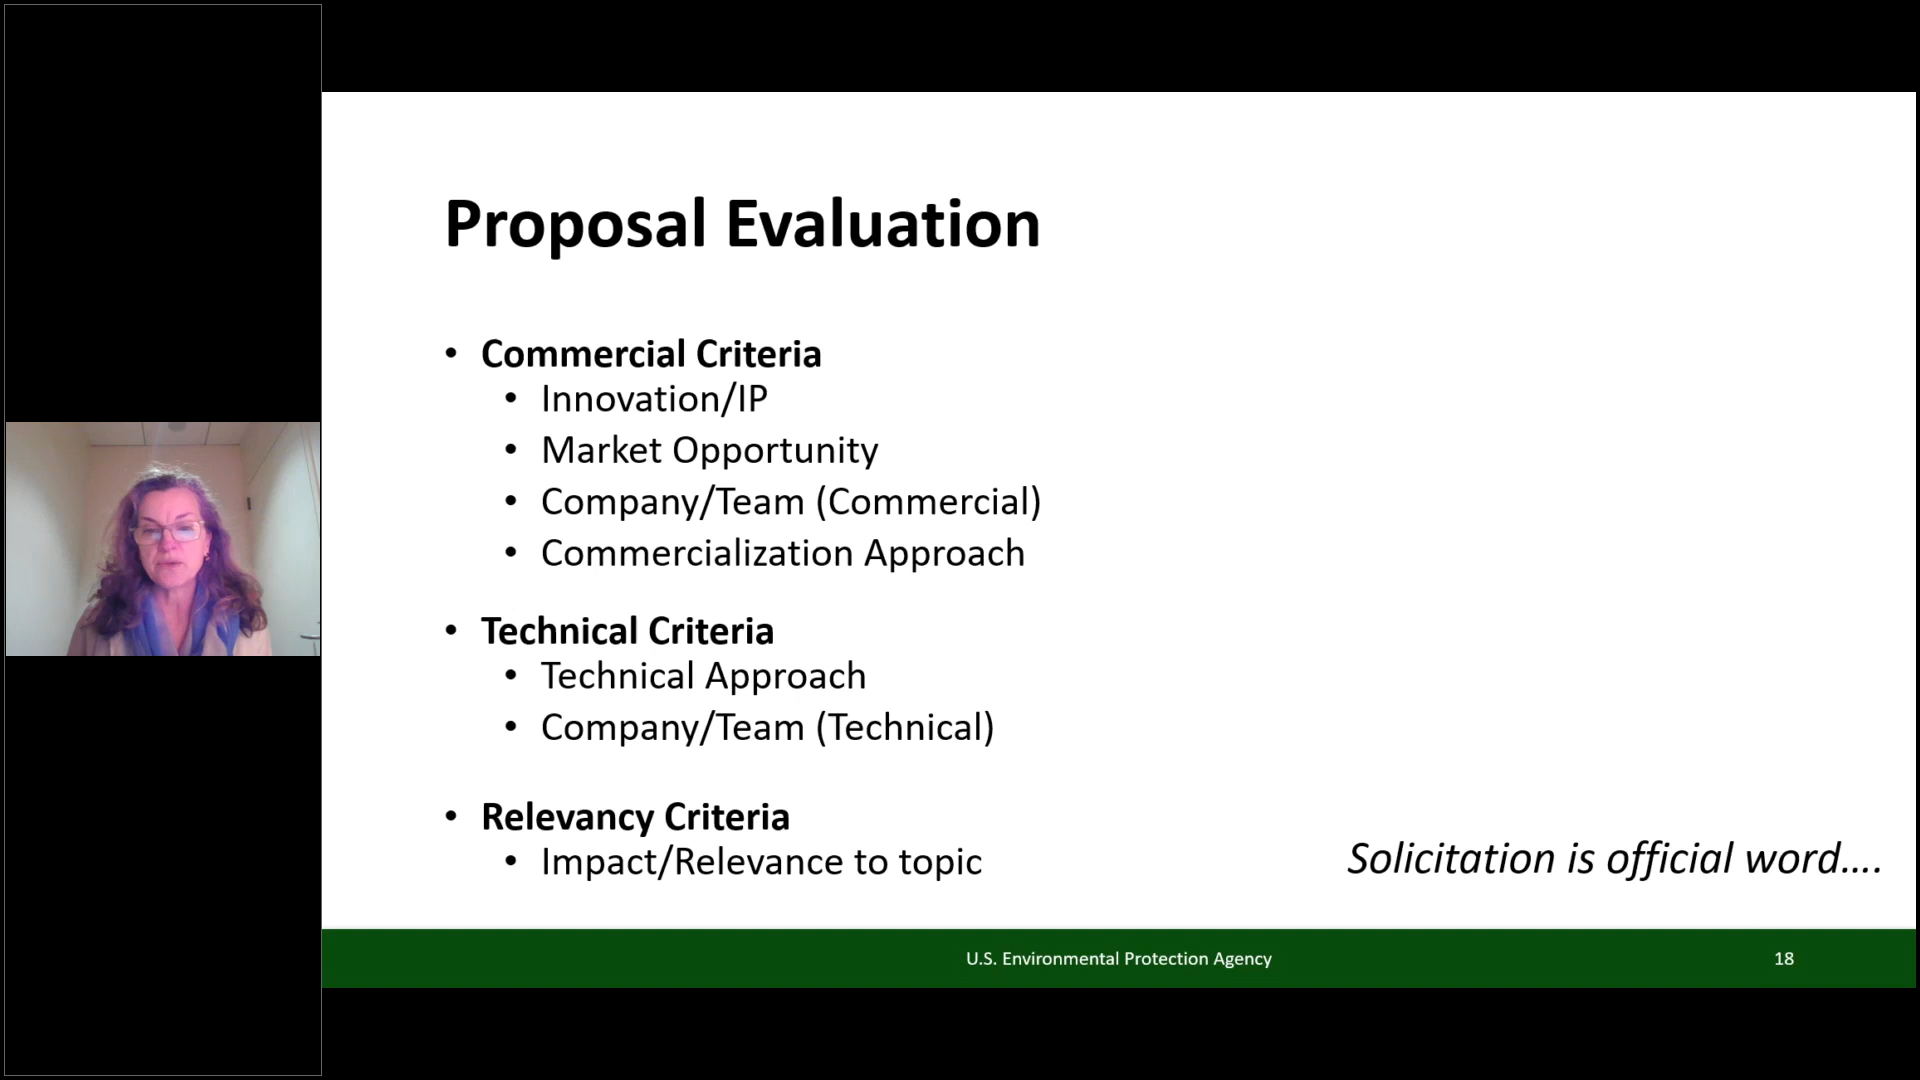 Proposal Evaluation
• Commercial Criteria
• Innovation/IP
• Market Opportunity
• Company/Team (Commercial)
• Commercialization Approach
• Technical Criteria
• Technical Approach
• Company/Team (Technical)
• Relevancy Criteria
• Impact/Relevance to topic
Solicitation is official word....
U.S. Environmental Protection Agency
18